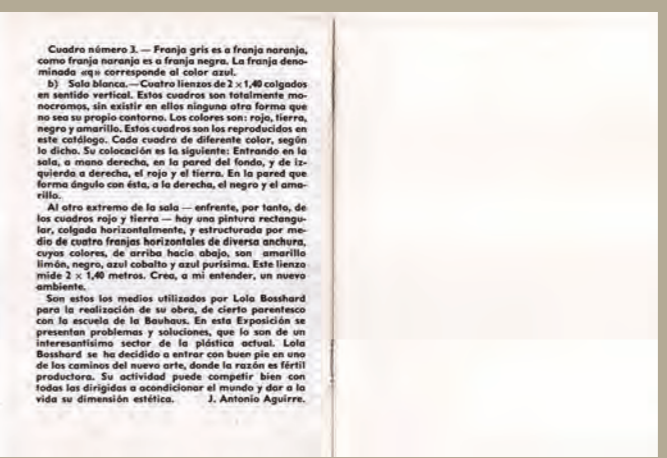 Cuadro número 3. — Franja gris es a franja naranja,
como franja naranja es a franja negra. La franja deno-
minada «q» corresponde al color azul.
b) Sala blanca.—Cuatro lienzos de 2 × 1,40 colgados
en sentido vertical. Estos cuadros son totalmente mo-
nocromos, sin existir en ellos ninguna otra forma que
no sea su propio contorno. Los colores son: rojo, tierra,
negro y amarillo. Estos cuadros son los reproducidos en
este catálogo. Cada cuadro de diferente color, según
lo dicho. Su colocación es la siguiente: Entrando en la
sala, a mano derecha, en la pared del fondo, y de iz-
quierda a derecha, el rojo y el tierra. En la pared que
forma ángulo con ésta, a la derecha, el negro y el ama-
rillo.
Al otro extremo de la sala — enfrente, por tanto, de
los cuadros rojo y tierra — hay una pintura rectangu-
lar, colgada horizontalmente, y estructurada por me-
dio de cuatro franjas horizontales de diversa anchura,
cuyos colores, de arriba hacia abajo, son amarillo
limón, negro, azul cobalto y azul purísima. Este lienzo
mide 2 × 1,40 metros. Crea, a mi entender, un nuevo
ambiente.
Son estos los medios utilizados por Lola Bosshard
para la realización de su obra, de cierto parentesco
con la escuela de la Bauhaus. En esta Exposición se
presentan problemas y soluciones, que lo son de un
interesantísimo sector de la plástica actual. Lola
Bosshard se ha decidido a entrar con buen pie en uno
de los caminos del nuevo arte, donde la razón es fértil
productora. Su actividad puede competir bien con
todas las dirigidas a acondicionar el mundo y dar a la
vida su dimensión estética. J. Antonio Aguirre.